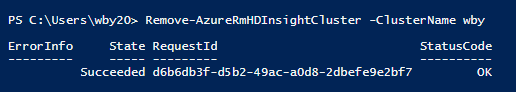 PS C:\Users\wby20> Remove-AzureRmHDInsightCluster -ClusterName wby
ErrorInfo State RequestId StatusCode
--------- ----- --------- ----------
Succeeded d6b6db3f-d5b2-49ac-a0d8-2dbefe9e2bf7 OK